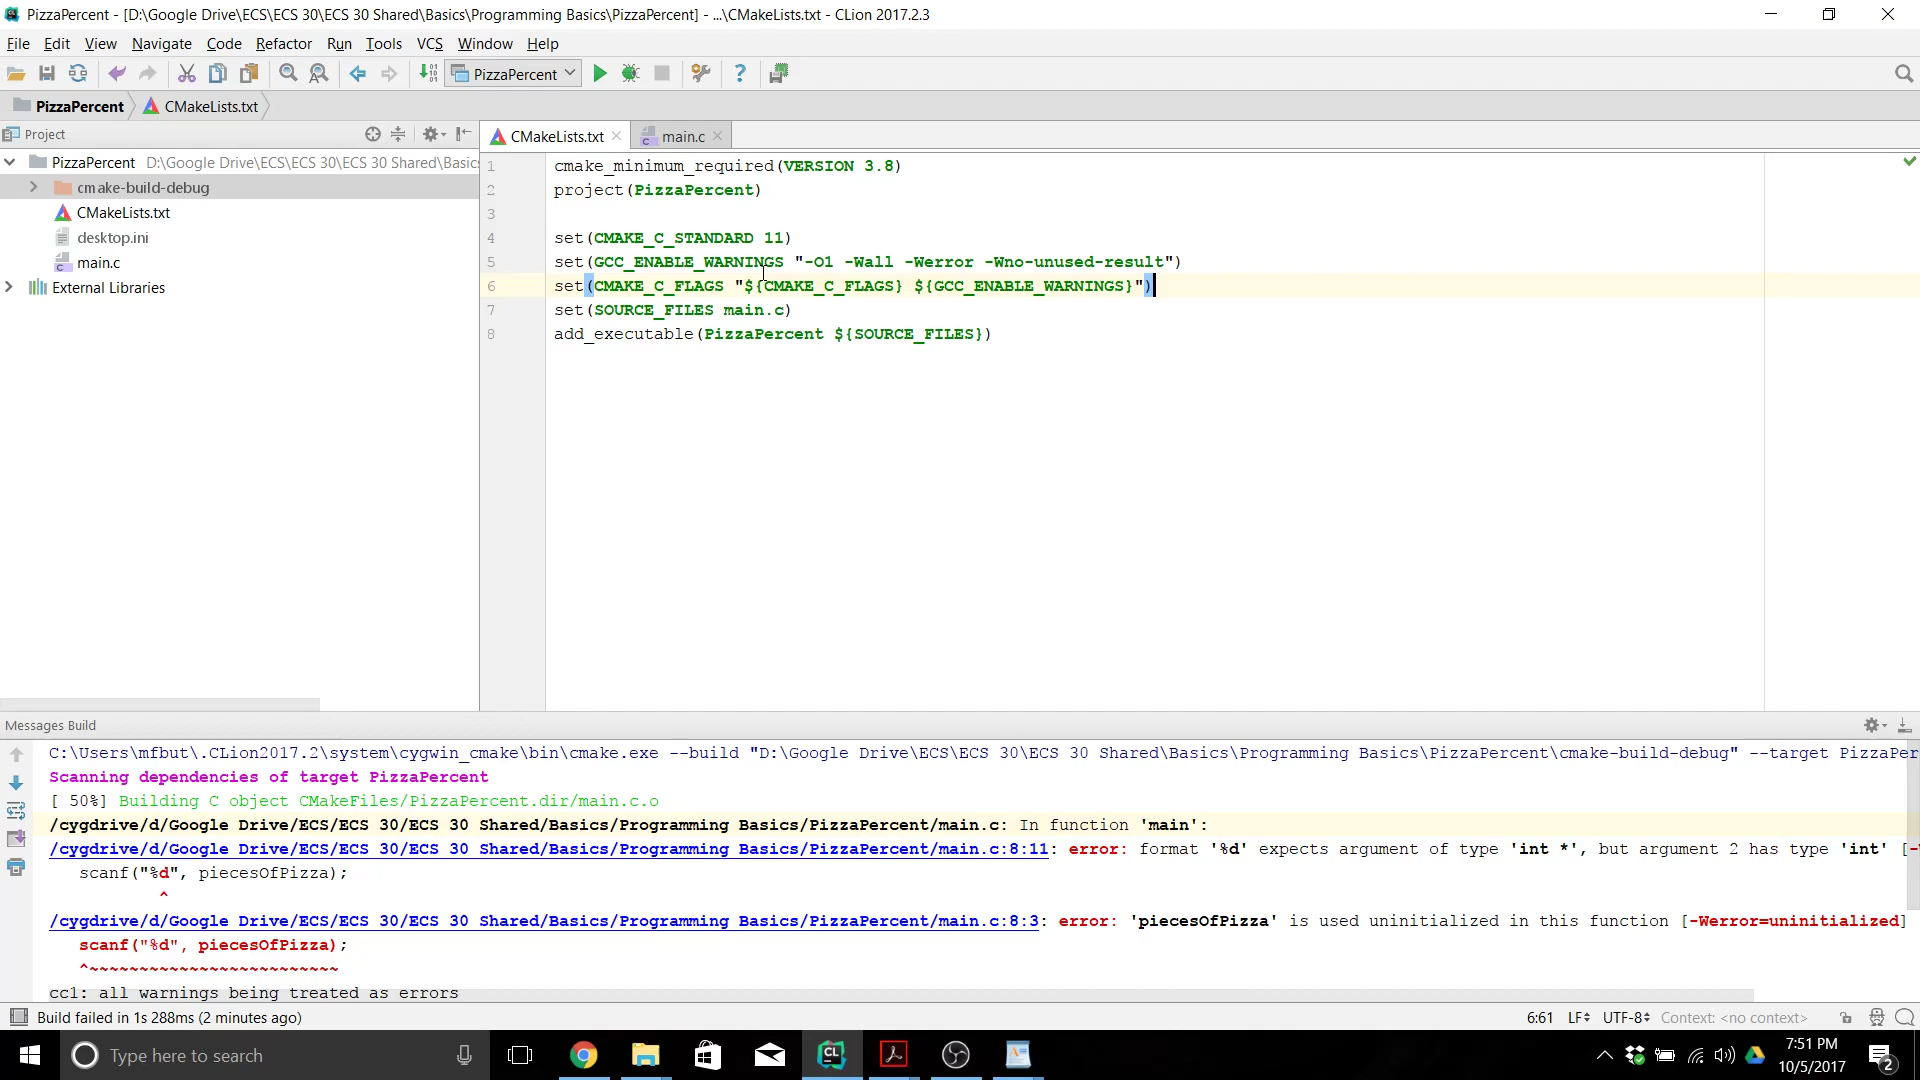 PizzaPercent - [D:\Google Drive\ECS\ECS 30\ECS 30 Shared\Basics\Programming Basics\PizzaPercent] - ...\CMakeLists.txt - CLion 2017.2.3
File Edit View Navigate Code Refactor Run Tools VCS Window Help
PizzaPercent
PizzaPercent CMakeLists.txt
Project
CMakeLists.txt main.c
PizzaPercent D:\Google Drive\ECS\ECS 30\ECS 30 Shared\Basics
cmake-build-debug
CMakeLists.txt
desktop.ini
main.c
External Libraries
1 cmake_minimum_required(VERSION 3.8)
2 project(PizzaPercent)
3
4 set(CMAKE_C_STANDARD 11)
5 set(GCC_ENABLE_WARNINGS "-O1 -Wall -Werror -Wno-unused-result")
6 set(CMAKE_C_FLAGS "${CMAKE_C_FLAGS} ${GCC_ENABLE_WARNINGS}")
7 set(SOURCE_FILES main.c)
8 add_executable(PizzaPercent ${SOURCE_FILES})
Messages Build
C:\Users\mfbut\.CLion2017.2\system\cygwin_cmake\bin\cmake.exe --build "D:\Google Drive\ECS\ECS 30\ECS 30 Shared\Basics\Programming Basics\PizzaPercent\cmake-build-debug" --target PizzaPer
Scanning dependencies of target PizzaPercent
[ 50%] Building C object CMakeFiles/PizzaPercent.dir/main.c.o
/cygdrive/d/Google Drive/ECS/ECS 30/ECS 30 Shared/Basics/Programming Basics/PizzaPercent/main.c: In function 'main':
/cygdrive/d/Google Drive/ECS/ECS 30/ECS 30 Shared/Basics/Programming Basics/PizzaPercent/main.c:8:11: error: format '%d' expects argument of type 'int *', but argument 2 has type 'int' [-
scanf("%d", piecesOfPizza);
^
/cygdrive/d/Google Drive/ECS/ECS 30/ECS 30 Shared/Basics/Programming Basics/PizzaPercent/main.c:8:3: error: 'piecesOfPizza' is used uninitialized in this function [-Werror=uninitialized]
scanf("%d", piecesOfPizza);
^~~~~~~~~~~~~~~~~~~~~~~~~~
cc1: all warnings being treated as errors
Build failed in 1s 288ms (2 minutes ago)
6:61 LF UTF-8 Context: <no context>
Type here to search
7:51 PM
10/5/2017
2